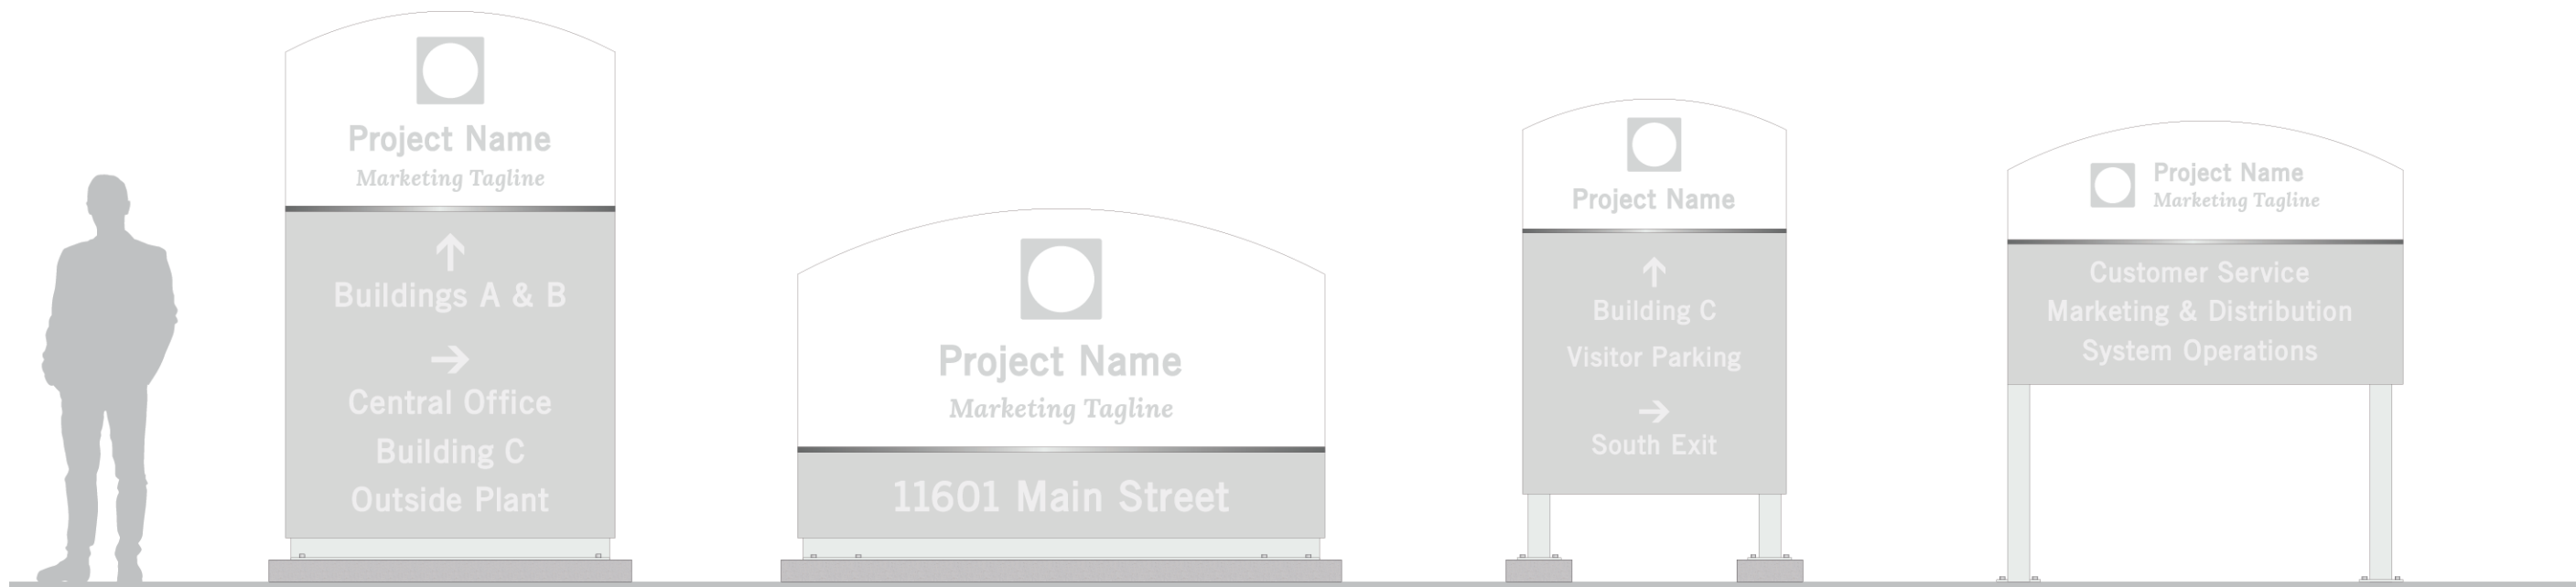 Project Name
Marketing Tagline
↑
Buildings A & B
→
Central Office
Building C
Outside Plant
Project Name
Marketing Tagline
11601 Main Street
Project Name
↑
Building C
Visitor Parking
→
South Exit
Project Name
Marketing Tagline
Customer Service
Marketing & Distribution
System Operations